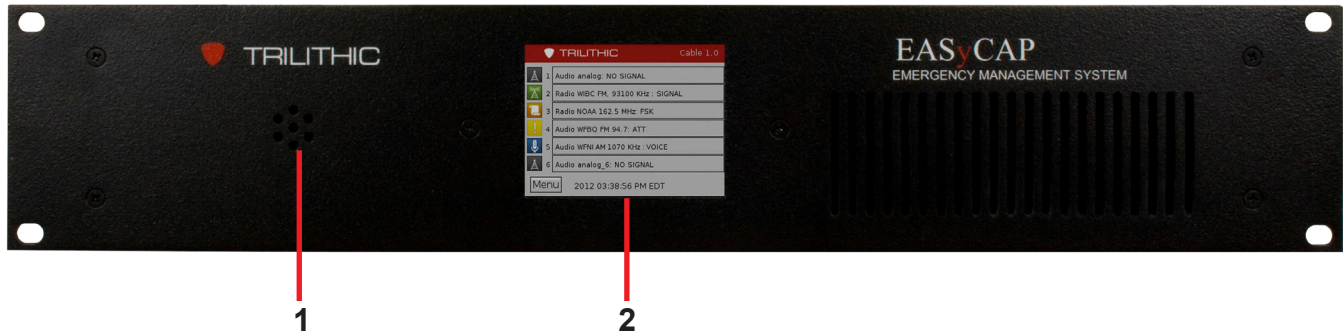 TRILITHIC
TRILITHIC Cable 1.0
1 Audio analog: NO SIGNAL
2 Radio WIBC FM, 93100 KHz : SIGNAL
3 Radio NOAA 162.5 MHz: FSK
4 Audio WFBQ FM 94.7: ATT
5 Audio WFNI AM 1070 KHz : VOICE
6 Audio analog_6: NO SIGNAL
Menu 2012 03:38:56 PM EDT
EASyCAP
EMERGENCY MANAGEMENT SYSTEM
1 2